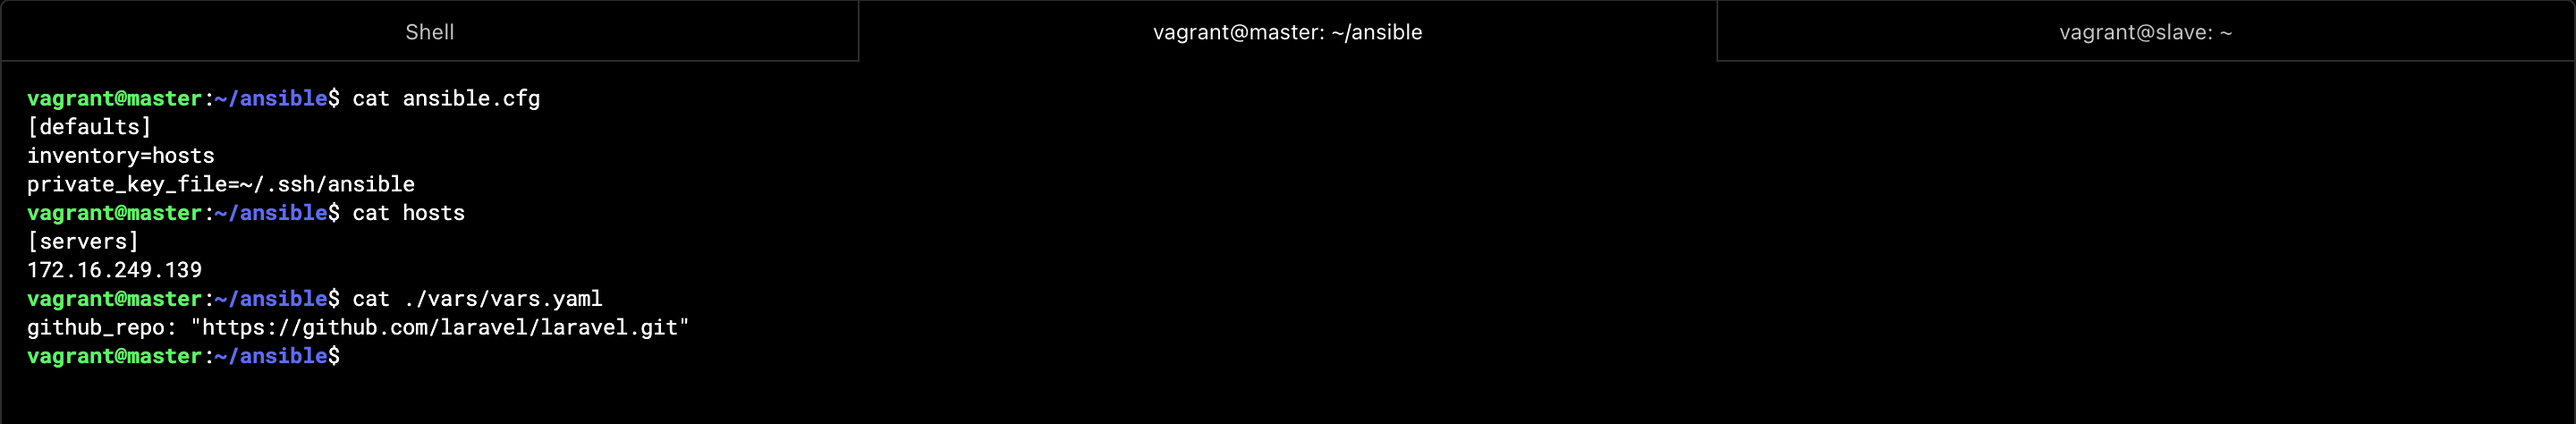 Shell
vagrant@master: ~/ansible
vagrant@slave: ~
vagrant@master:~/ansible$ cat ansible.cfg
[defaults]
inventory=hosts
private_key_file=~/.ssh/ansible
vagrant@master:~/ansible$ cat hosts
[servers]
172.16.249.139
vagrant@master:~/ansible$ cat ./vars/vars.yaml
github_repo: "https://github.com/laravel/laravel.git"
vagrant@master:~/ansible$